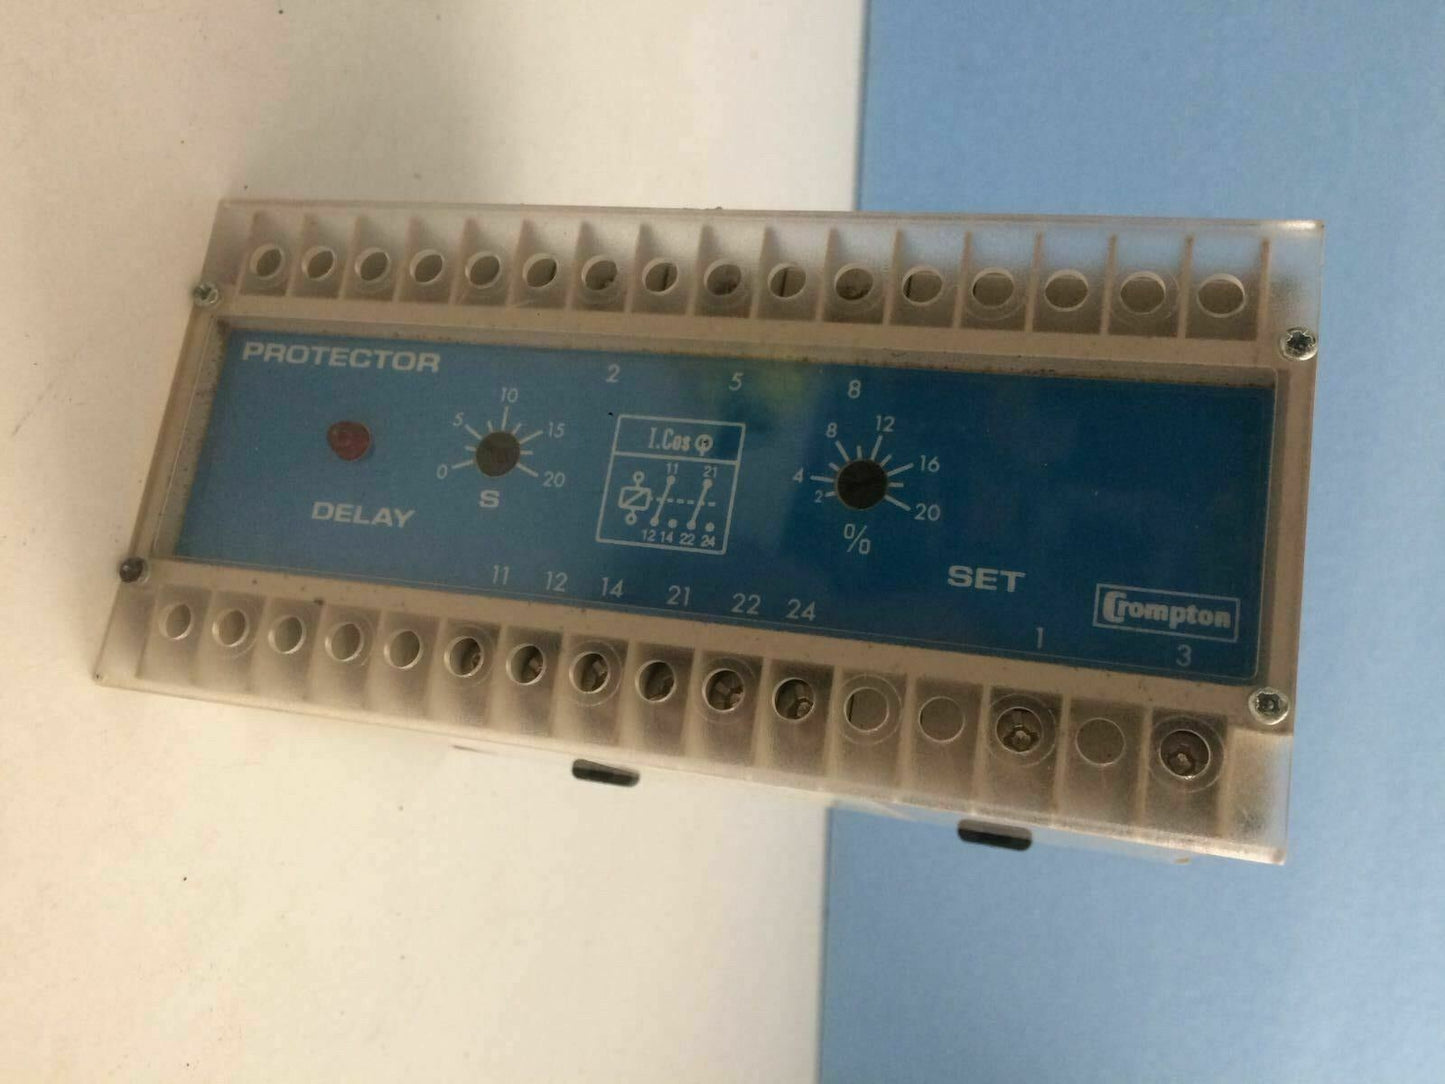 PROTECTOR
2 5 8
0 5 10 15 20
S
DELAY
I.Cos φ
11 21
12 14 22 24
2 4 8 12 16 20
%
SET
Crompton
11 12 14 21 22 24 1 3